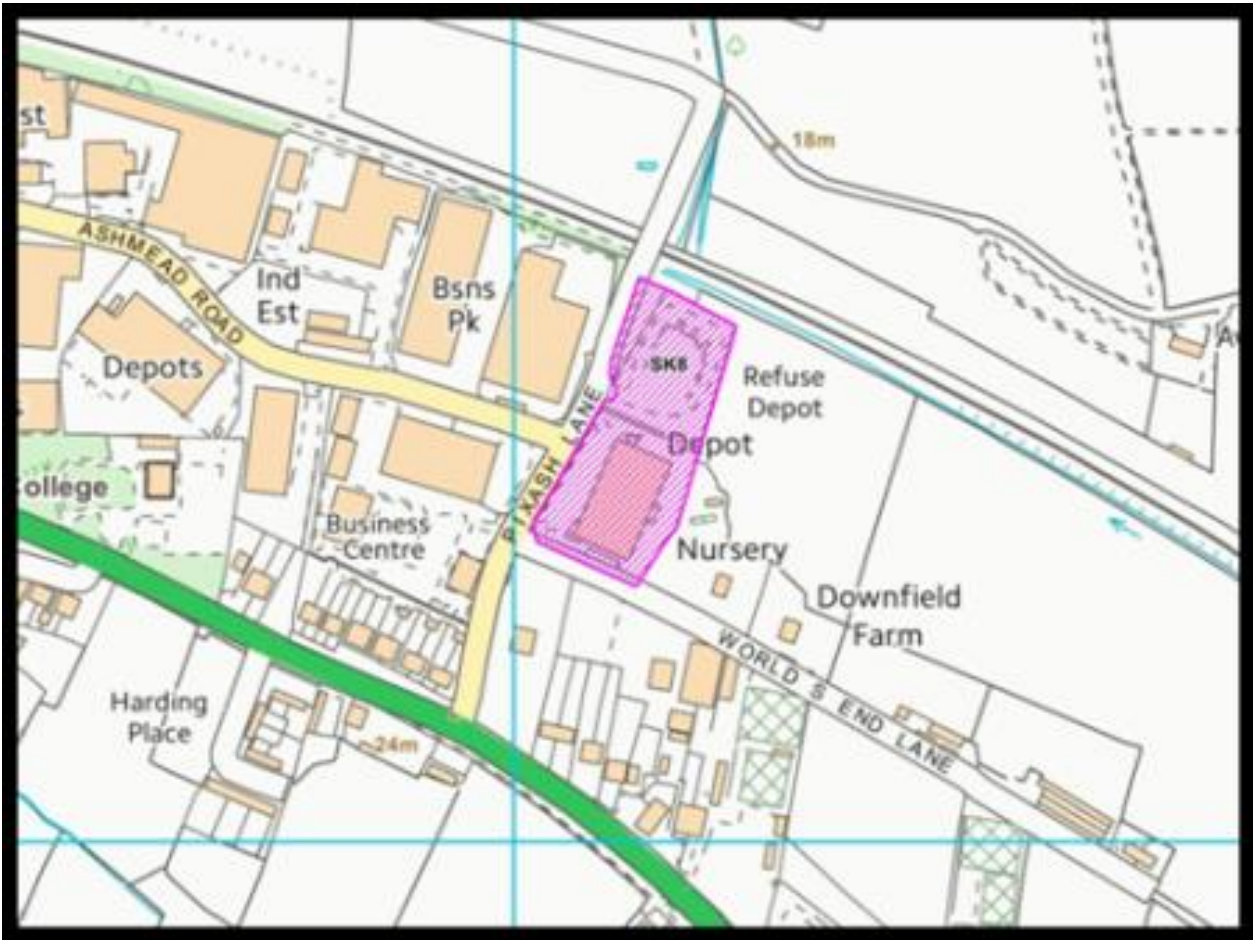 st
18m
ASHMEAD ROAD
Ind
Est
Bsns
Pk
Depots
SK8
Refuse
Depot
PIXASH LANE
Depot
ollege
Business
Centre
Nursery
Downfield
Farm
WORLD'S END LANE
Harding
Place
24m